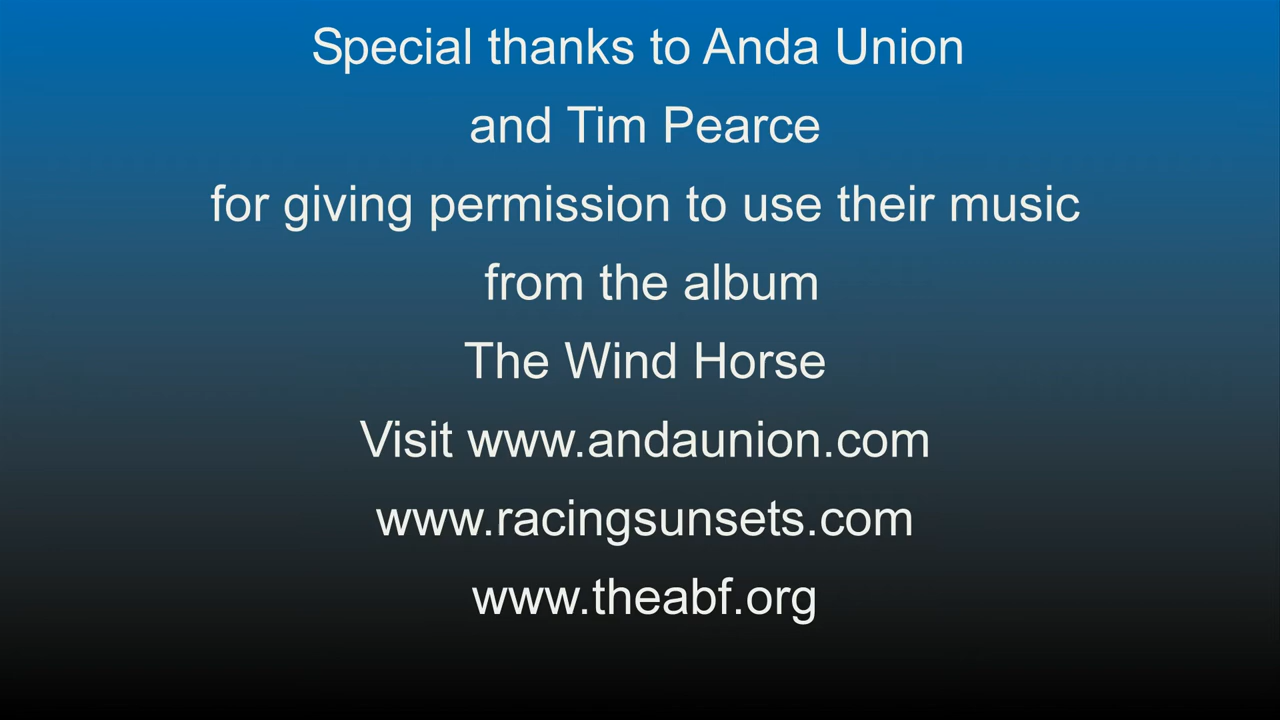 Special thanks to Anda Union
and Tim Pearce
for giving permission to use their music
from the album
The Wind Horse
Visit www.andaunion.com
www.racingsunsets.com
www.theabf.org